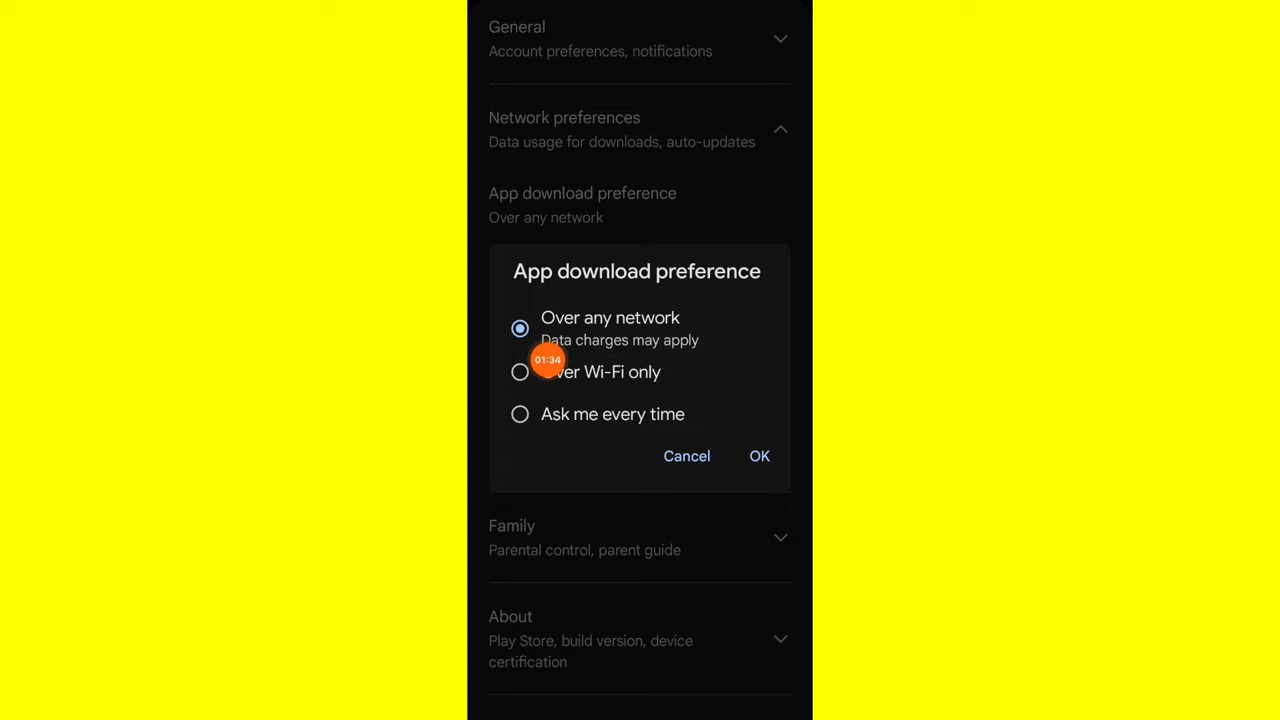 General
Account preferences, notifications
Network preferences
Data usage for downloads, auto-updates
App download preference
Over any network
App download preference
Over any network
Data charges may apply
01:34
Over Wi-Fi only
Ask me every time
Cancel
OK
Family
Parental control, parent guide
About
Play Store, build version, device
certification